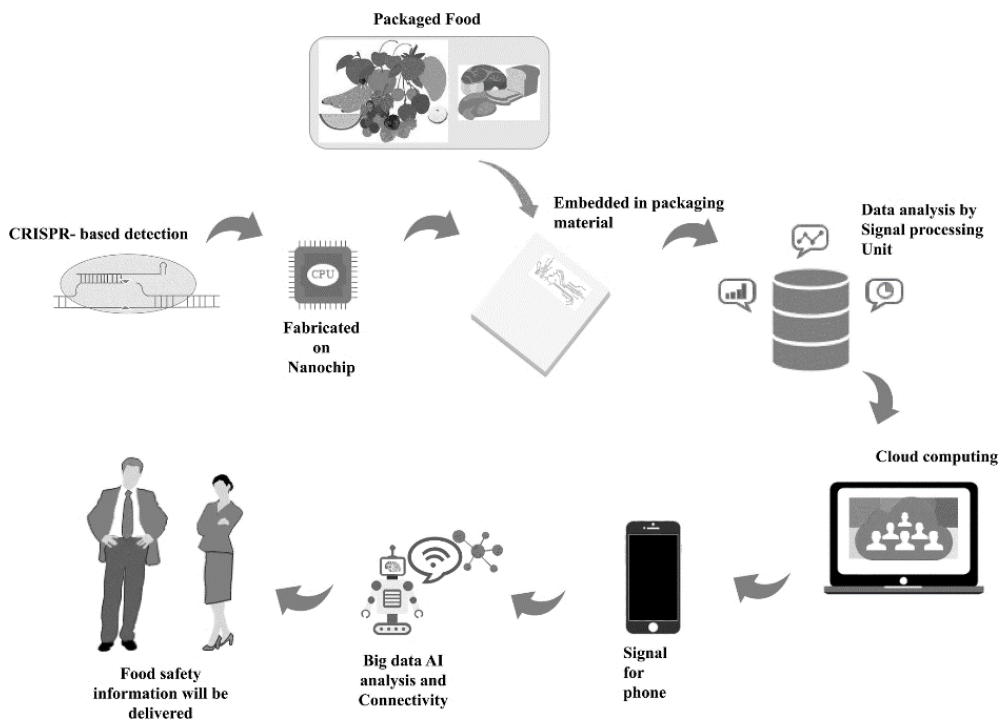 Packaged Food
CRISPR- based detection
CPU
Fabricated
on
Nanochip
Embedded in packaging
material
Data analysis by
Signal processing
Unit
Cloud computing
Signal
for
phone
Big data AI
analysis and
Connectivity
Food safety
information will be
delivered